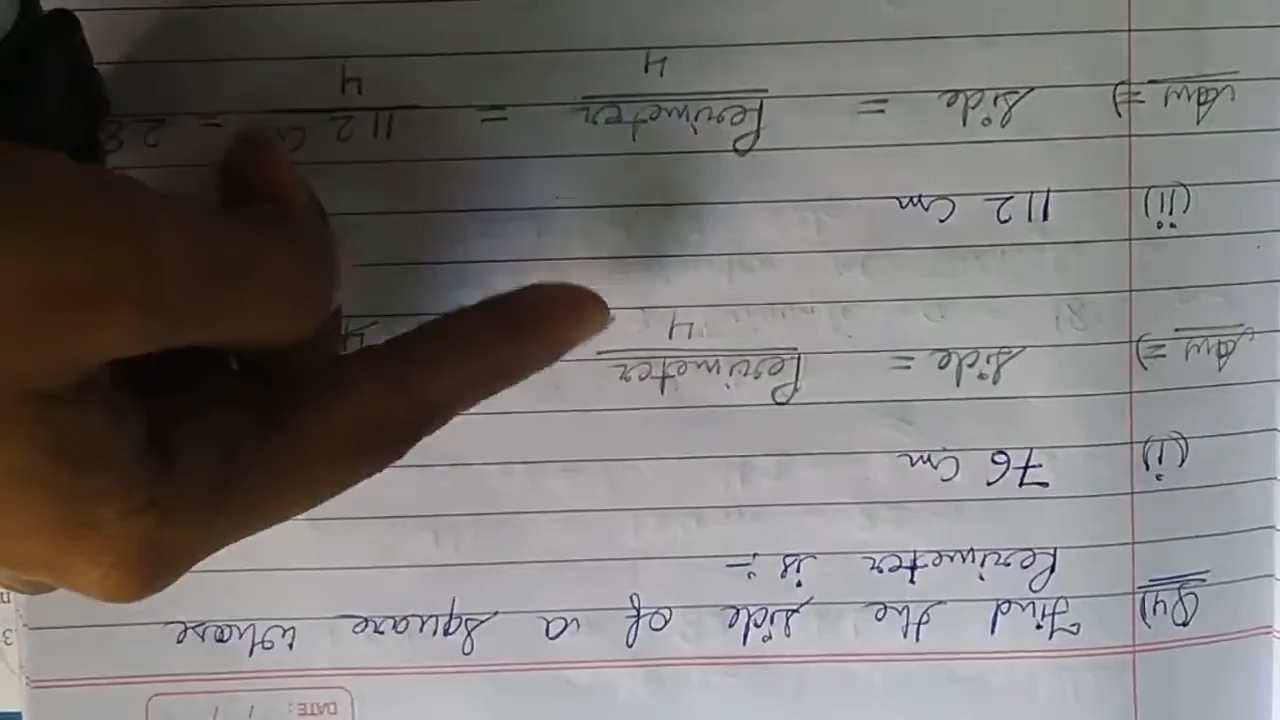 DATE: / /
Q4) Find the side of a square whose
Perimeter is :-
(i) 76 cm
Ans ⇒ side = Perimeter
4 4
(ii) 112 cm
Ans ⇒ side = Perimeter = 112 = 28
4 4